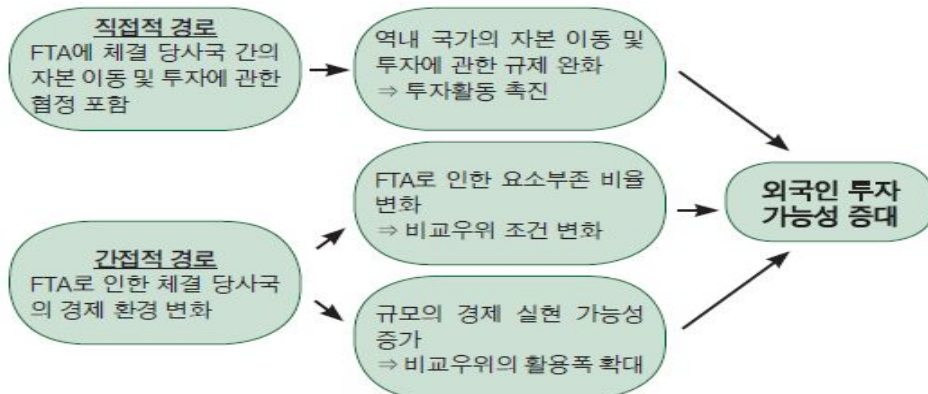 직접적 경로
FTA에 체결 당사국 간의
자본 이동 및 투자에 관한
협정 포함
역내 국가의 자본 이동 및
투자에 관한 규제 완화
⇒ 투자활동 촉진
간접적 경로
FTA로 인한 체결 당사국
의 경제 환경 변화
FTA로 인한 요소부존 비율
변화
⇒ 비교우위 조건 변화
규모의 경제 실현 가능성
증가
⇒ 비교우위의 활용폭 확대
외국인 투자
가능성 증대